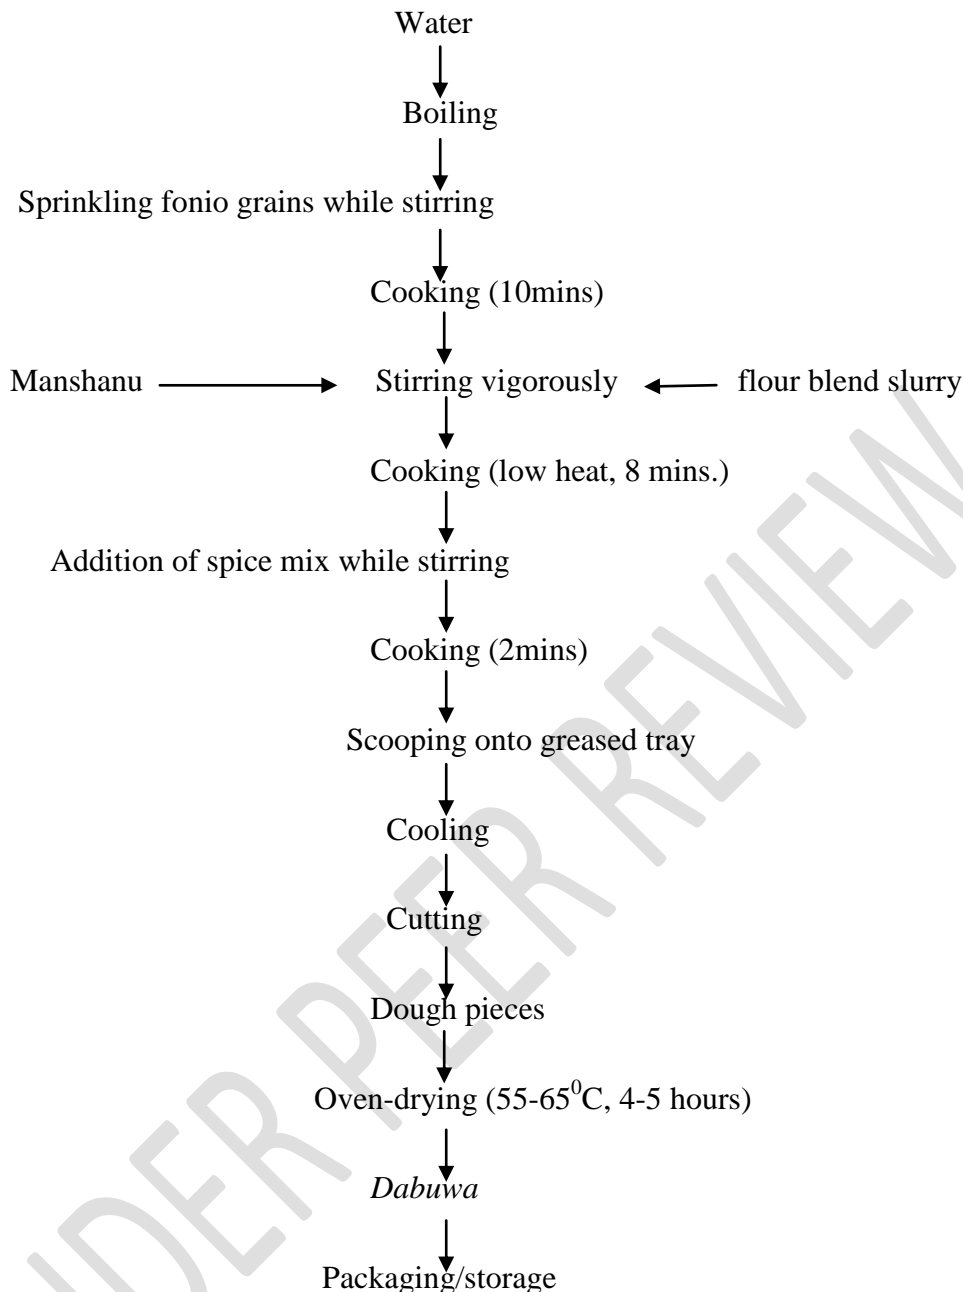 Water
Boiling
Sprinkling fonio grains while stirring
Cooking (10mins)
Manshanu Stirring vigorously flour blend slurry
Cooking (low heat, 8 mins.)
Addition of spice mix while stirring
Cooking (2mins)
Scooping onto greased tray
Cooling
Cutting
Dough pieces
Oven-drying (55-65⁰C, 4-5 hours)
Dabuwa
Packaging/storage
NDER PEER REVIEW